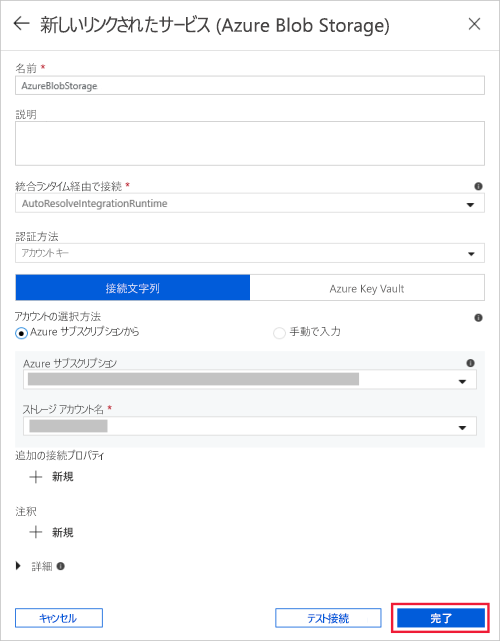 新しいリンクされたサービス (Azure Blob Storage)
名前 *
AzureBlobStorage
説明
統合ランタイム経由で接続 *
AutoResolveIntegrationRuntime
認証方法
アカウント キー
接続文字列 Azure Key Vault
アカウントの選択方法
Azure サブスクリプションから 手動で入力
Azure サブスクリプション
ストレージ アカウント名 *
追加の接続プロパティ
新規
注釈
新規
詳細
キャンセル テスト接続 完了